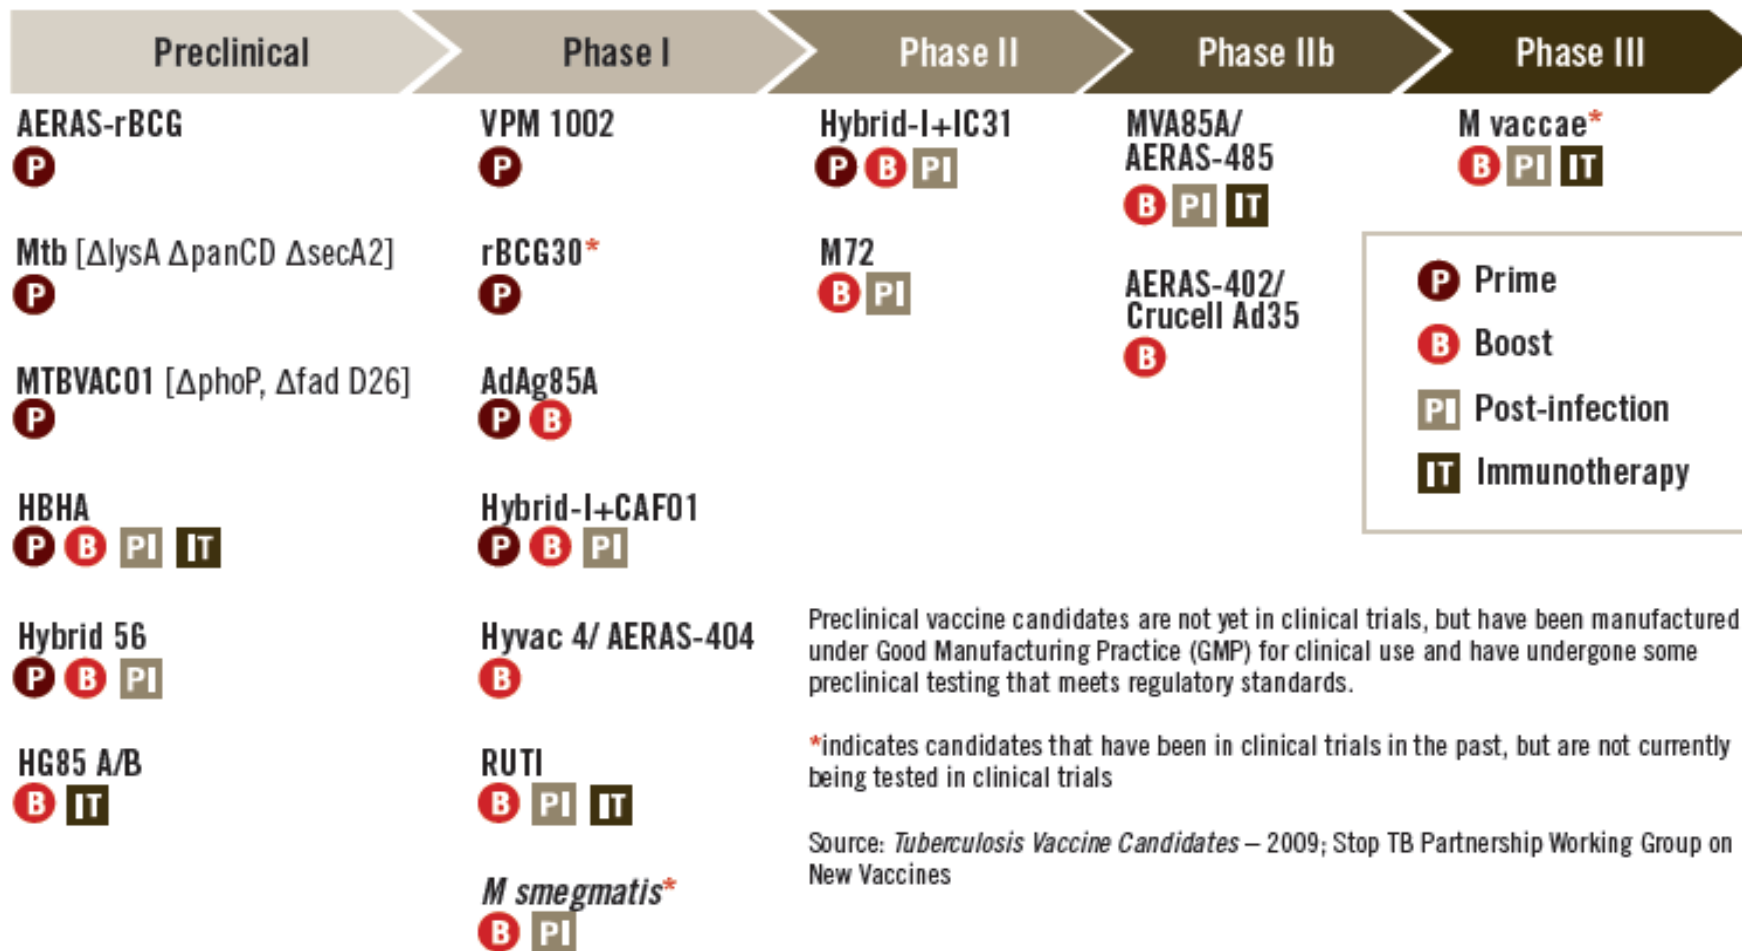 Preclinical
Phase I
Phase II
Phase IIb
Phase III
AERAS-rBCG
P
Mtb [ΔlysA ΔpanCD ΔsecA2]
P
MTBVAC01 [ΔphoP, Δfad D26]
P
HBHA
P B PI IT
Hybrid 56
P B PI
HG85 A/B
B IT
VPM 1002
P
rBCG30*
P
AdAg85A
P B
Hybrid-I+CAF01
P B PI
Hyvac 4/ AERAS-404
B
RUTI
B PI IT
M smegmatis*
B PI
Hybrid-I+IC31
P B PI
M72
B PI
MVA85A/
AERAS-485
B PI IT
AERAS-402/
Crucell Ad35
B
M vaccae*
B PI IT
P Prime
B Boost
PI Post-infection
IT Immunotherapy
Preclinical vaccine candidates are not yet in clinical trials, but have been manufactured
under Good Manufacturing Practice (GMP) for clinical use and have undergone some
preclinical testing that meets regulatory standards.
*indicates candidates that have been in clinical trials in the past, but are not currently
being tested in clinical trials
Source: Tuberculosis Vaccine Candidates – 2009; Stop TB Partnership Working Group on
New Vaccines